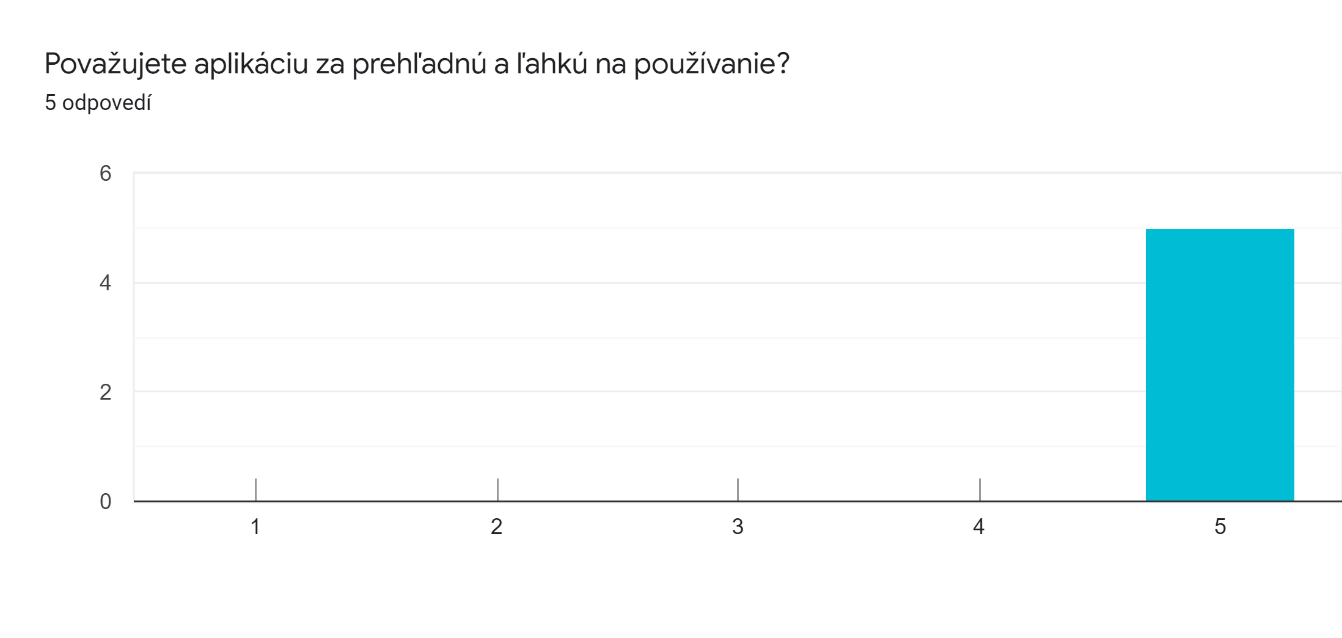 Považujete aplikáciu za prehľadnú a ľahkú na používanie?
5 odpovedí
6
4
2
0
1 2 3 4 5